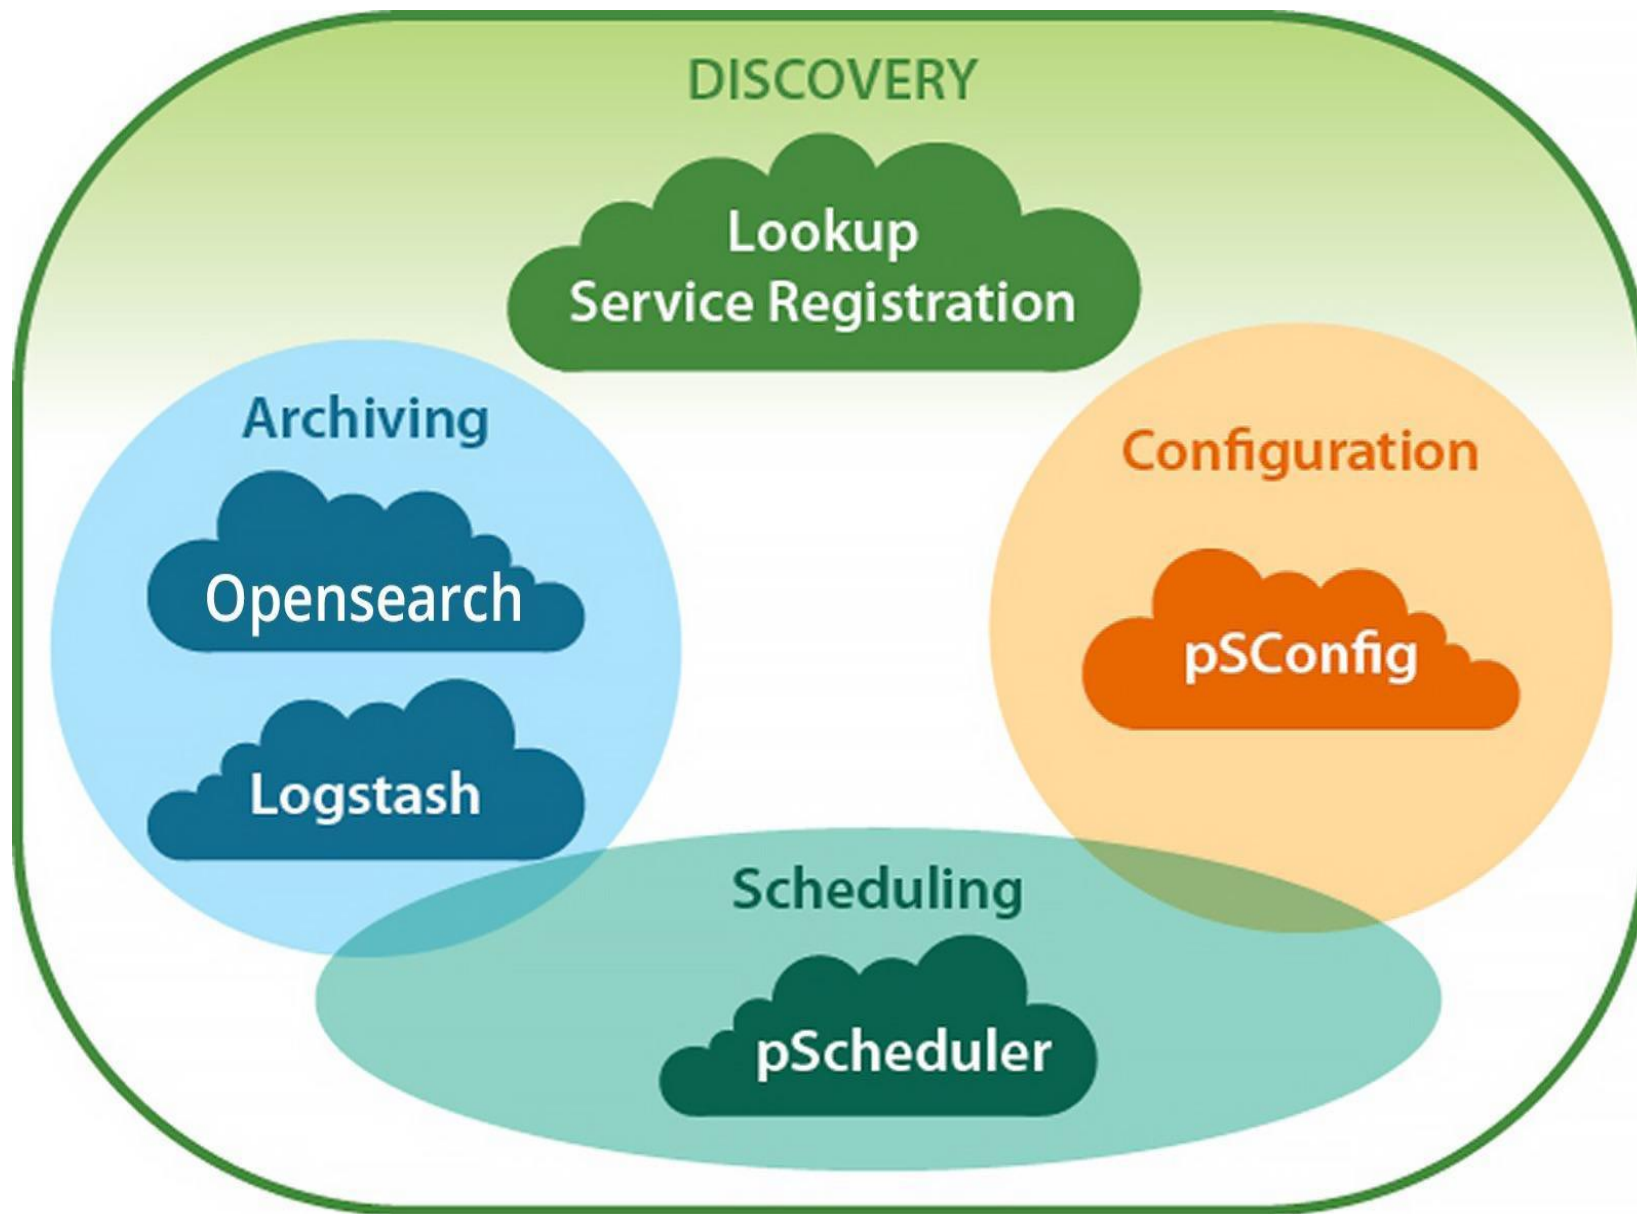 DISCOVERY
Lookup
Service Registration
Archiving
Opensearch
Logstash
Configuration
pSConfig
Scheduling
pScheduler